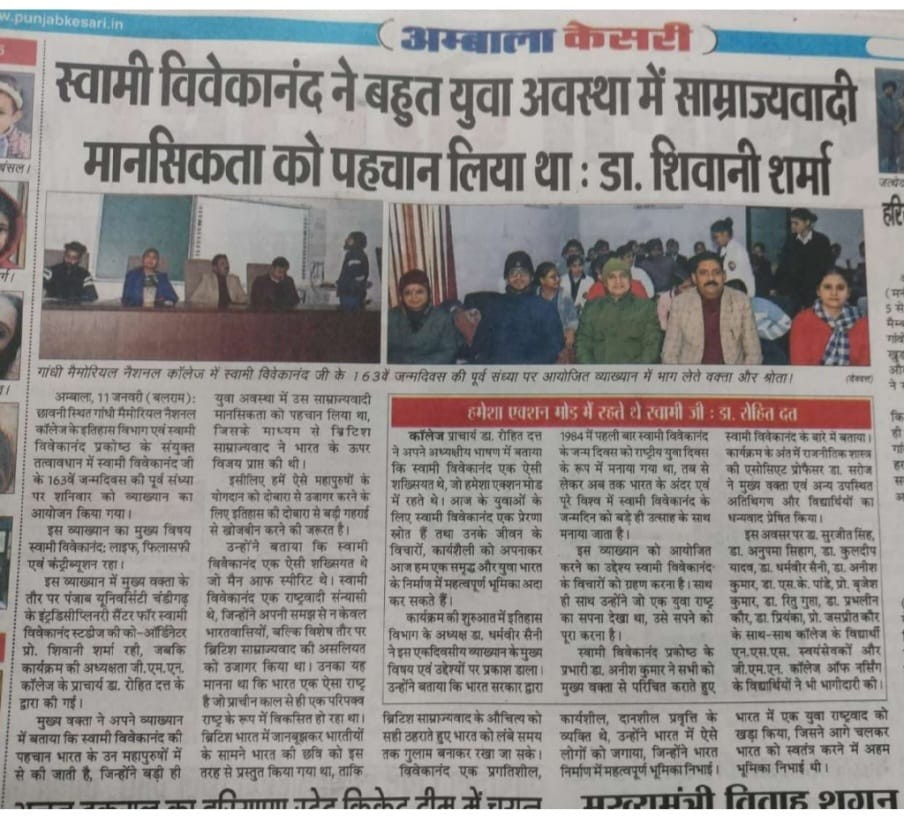 w.punjabkesari.in
अम्बाला केसरी
स्वामी विवेकानंद ने बहुत युवा अवस्था में साम्राज्यवादी
मानसिकता को पहचान लिया था : डा. शिवानी शर्मा
गांधी मैमोरियल नैशनल कॉलेज में स्वामी विवेकानंद जी के 163वें जन्मदिवस की पूर्व संध्या पर आयोजित व्याख्यान में भाग लेते वक्ता और श्रोता।
अम्बाला, 11 जनवरी (बलराम):
छावनी स्थित गांधी मैमोरियल नैशनल
कॉलेज के इतिहास विभाग एवं स्वामी
विवेकानंद प्रकोष्ठ के संयुक्त
तत्वावधान में स्वामी विवेकानंद जी
के 163वें जन्मदिवस की पूर्व संध्या
पर शनिवार को व्याख्यान का
आयोजन किया गया।
इस व्याख्यान का मुख्य विषय
स्वामी विवेकानंद: लाइफ, फिलासफी
एवं कंट्रीब्यूशन रहा।
इस व्याख्यान में मुख्य वक्ता के
तौर पर पंजाब यूनिवर्सिटी चंडीगढ़
के इंट्रडिसीप्लिनरी सैंटर फॉर स्वामी
विवेकानंद स्टडीज की को-ऑर्डिनेटर
प्रो. शिवानी शर्मा रही, जबकि
कार्यक्रम की अध्यक्षता जी.एम.एन.
कॉलेज के प्राचार्य डा. रोहित दत्त के
द्वारा की गई।
मुख्य वक्ता ने अपने व्याख्यान
में बताया कि स्वामी विवेकानंद की
पहचान भारत के उन महापुरुषों में
से की जाती है, जिन्होंने बड़ी ही
युवा अवस्था में उस साम्राज्यवादी
मानसिकता को पहचान लिया था,
जिसके माध्यम से ब्रिटिश
साम्राज्यवाद ने भारत के ऊपर
विजय प्राप्त की थी।
इसीलिए हमें ऐसे महापुरुषों के
योगदान को दोबारा से उजागर करने के
लिए इतिहास की दोबारा से बड़ी गहराई
से खोजबीन करने की जरूरत है।
उन्होंने बताया कि स्वामी
विवेकानंद एक ऐसी शख्सियत थे
जो मैन आफ स्पीरिट थे। स्वामी
विवेकानंद एक राष्ट्रवादी संन्यासी
थे, जिन्होंने अपनी समझ से न केवल
भारतवासियों, बल्कि विशेष तौर पर
ब्रिटिश साम्राज्यवाद की असलियत
को उजागर किया था। उनका यह
मानना था कि भारत एक ऐसा राष्ट्र
है जो प्राचीन काल से ही एक परिपक्व
राष्ट्र के रूप में विकसित हो रहा था।
ब्रिटिश भारत में जानबूझकर भारतीयों
के सामने भारत की छवि को इस
तरह से प्रस्तुत किया गया था, ताकि
हमेशा एक्शन मोड में रहते थे स्वामी जी : डा. रोहित दत्त
कॉलेज प्राचार्य डा. रोहित दत्त
ने अपने अध्यक्षीय भाषण में बताया
कि स्वामी विवेकानंद एक ऐसी
शख्सियत थे, जो हमेशा एक्शन मोड
में रहते थे। आज के युवाओं के
लिए स्वामी विवेकानंद एक प्रेरणा
स्रोत हैं तथा उनके जीवन के
विचारों, कार्यशैली को अपनाकर
आज हम एक समृद्ध और युवा भारत
के निर्माण में महत्वपूर्ण भूमिका अदा
कर सकते हैं।
कार्यक्रम की शुरुआत में इतिहास
विभाग के अध्यक्ष डा. धर्मवीर सैनी
ने इस एकदिवसीय व्याख्यान के मुख्य
विषय एवं उद्देश्यों पर प्रकाश डाला।
उन्होंने बताया कि भारत सरकार द्वारा
1984 में पहली बार स्वामी विवेकानंद
के जन्म दिवस को राष्ट्रीय युवा दिवस
के रूप में मनाया गया था, तब से
लेकर अब तक भारत के अंदर एवं
पूरे विश्व में स्वामी विवेकानंद के
जन्मदिन को बड़े ही उत्साह के साथ
मनाया जाता है।
इस व्याख्यान को आयोजित
करने का उद्देश्य स्वामी विवेकानंद
के विचारों को ग्रहण करना है। साथ
ही साथ उन्होंने जो एक युवा राष्ट्र
का सपना देखा था, उसे सपने को
पूरा करना है।
स्वामी विवेकानंद प्रकोष्ठ के
प्रभारी डा. अनीश कुमार ने सभी को
मुख्य वक्ता से परिचित कराते हुए
स्वामी विवेकानंद के बारे में बताया।
कार्यक्रम के अंत में राजनीतिक शास्त्र
की एसोसिएट प्रोफैसर डा. सरोज
ने मुख्य वक्ता एवं अन्य उपस्थित
अतिथिगण और विद्यार्थियों का
धन्यवाद प्रेषित किया।
इस अवसर पर डा. सुरजीत सिंह,
डा. अनुपमा सिहाग, डा. कुलदीप
यादव, डा. धर्मवीर सैनी, डा. अनीश
कुमार, डा. एस.के. पांडे, प्रो. बृजेश
कुमार, डा. रितु गुप्ता, डा. प्रभलीन
कौर, डा. प्रियंका, प्रो. जसप्रीत कौर
के साथ-साथ कॉलेज के विद्यार्थी
एन.एस.एस. स्वयंसेवकों और
जी.एम.एन. कॉलेज ऑफ नर्सिंग
के विद्यार्थियों ने भी भागीदारी की।
ब्रिटिश साम्राज्यवाद के औचित्य को
सही ठहराते हुए भारत को लंबे समय
तक गुलाम बनाकर रखा जा सके।
विवेकानंद एक प्रगतिशील,
कार्यशील, दानशील प्रवृत्ति के
व्यक्ति थे, उन्होंने भारत में ऐसे
लोगों को जगाया, जिन्होंने भारत
निर्माण में महत्वपूर्ण भूमिका निभाई।
भारत में एक युवा राष्ट्रवाद को
खड़ा किया, जिसने आगे चलकर
भारत को स्वतंत्र करने में अहम
भूमिका निभाई थी।
मुख्यमंत्री विवाह शगुन